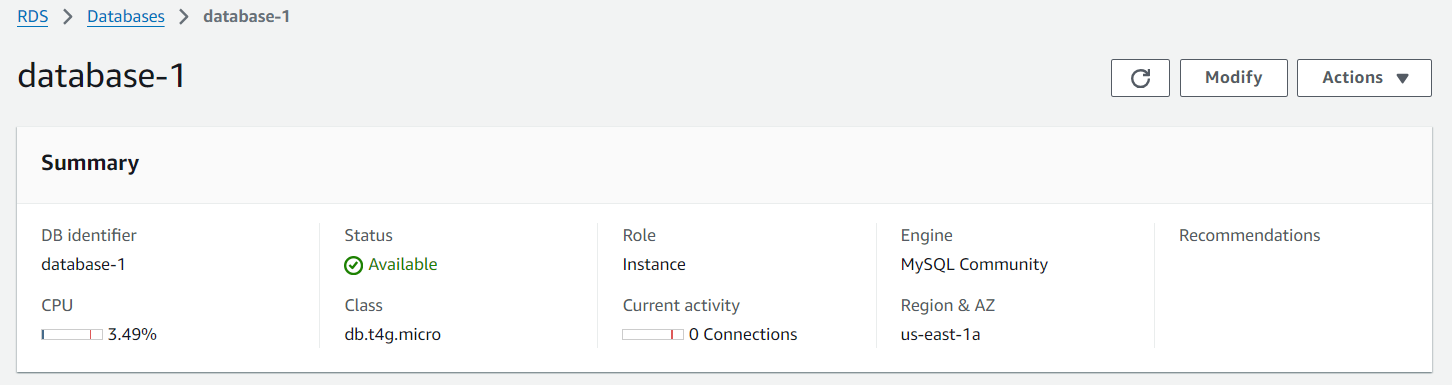 RDS > Databases > database-1
database-1
Modify
Actions
Summary
DB identifier
database-1
Status
Available
Role
Instance
Engine
MySQL Community
Recommendations
CPU
3.49%
Class
db.t4g.micro
Current activity
0 Connections
Region & AZ
us-east-1a